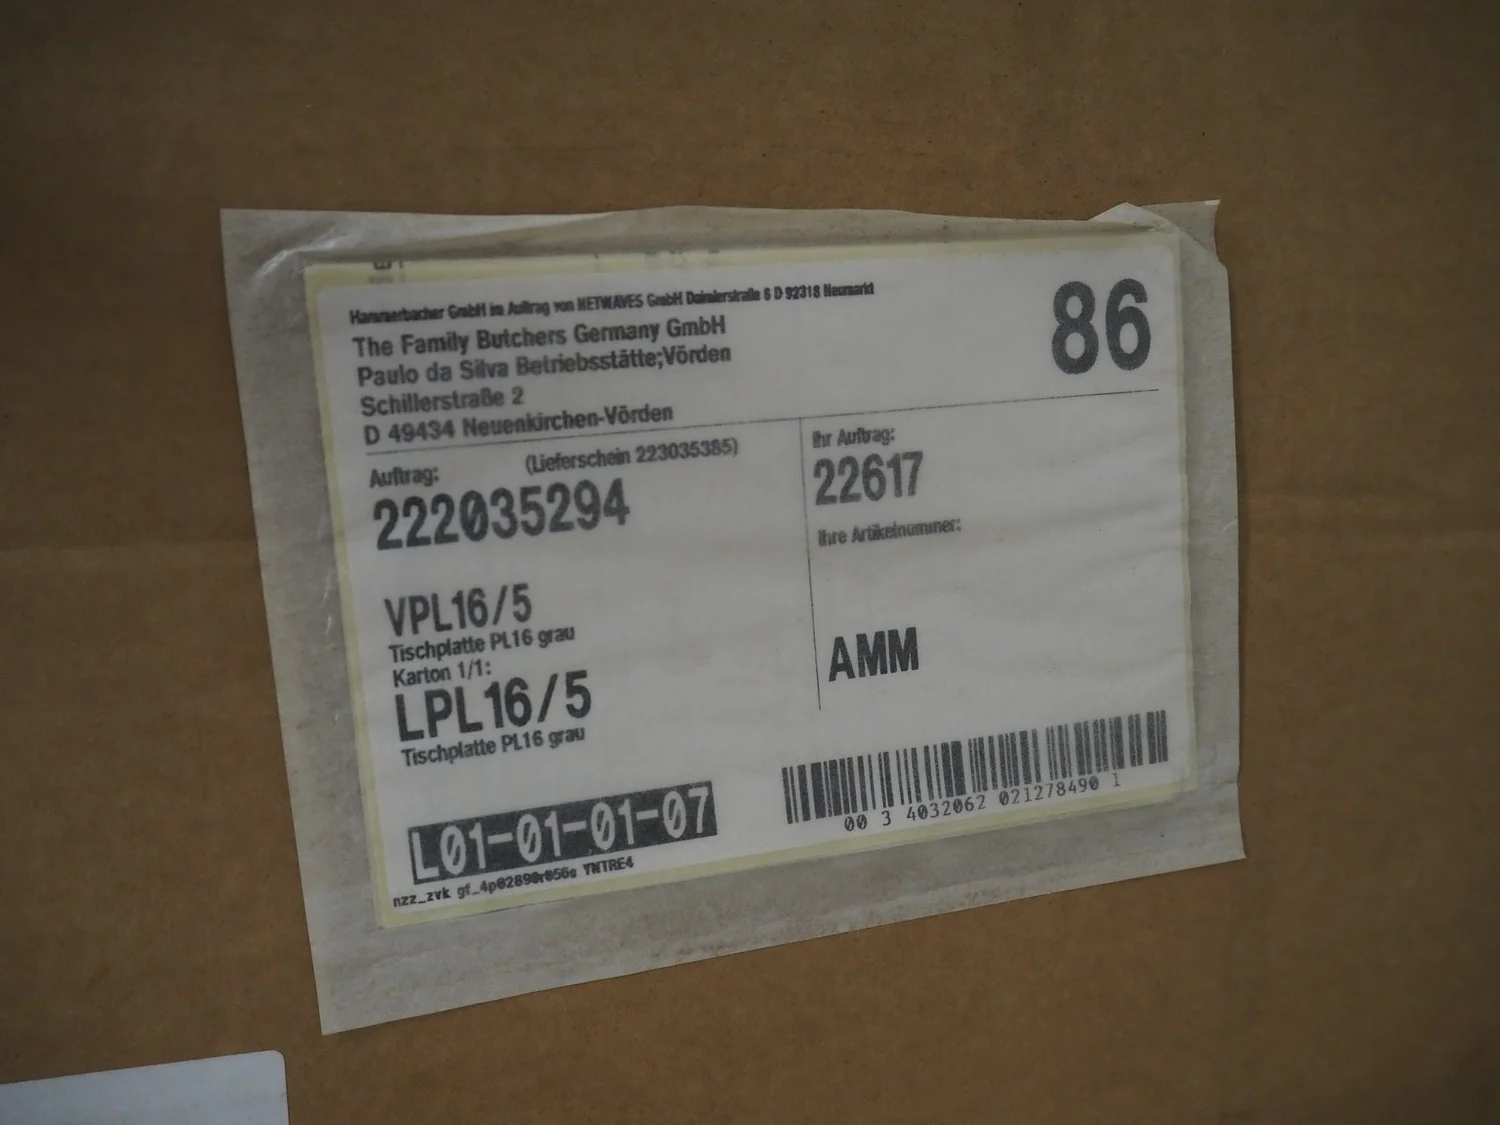 Hammerbacher GmbH im Auftrag von NETWAVES GmbH Daimlerstraße 6 D 92318 Neumarkt
The Family Butchers Germany GmbH
Paulo da Silva Betriebsstätte;Vörden
Schillerstraße 2
D 49434 Neuenkirchen-Vörden
86
Auftrag:
(Lieferschein 223035385)
222035294
Ihr Auftrag:
22617
Ihre Artikelnummer:
VPL16/5
Tischplatte PL16 grau
Karton 1/1:
LPL16/5
Tischplatte PL16 grau
AMM
L01-01-01-07
nzz_zvk gf_4p02890r056s YNTRE4
00 3 4032062 021278490 1